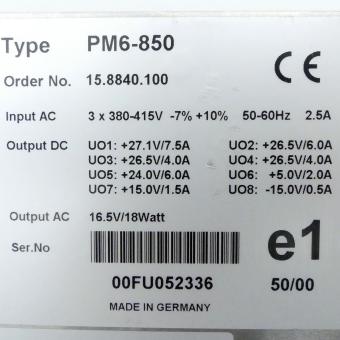 Type PM6-850
Order No. 15.8840.100 CE
Input AC 3 x 380-415V -7% +10% 50-60Hz 2.5A
Output DC UO1: +27.1V/7.5A UO2: +26.5V/6.0A
UO3: +26.5V/4.0A UO4: +26.5V/4.0A
UO5: +24.0V/6.0A UO6: +5.0V/2.0A
UO7: +15.0V/1.5A UO8: -15.0V/0.5A
Output AC 16.5V/18Watt
Ser.No e1
00FU052336 50/00
MADE IN GERMANY